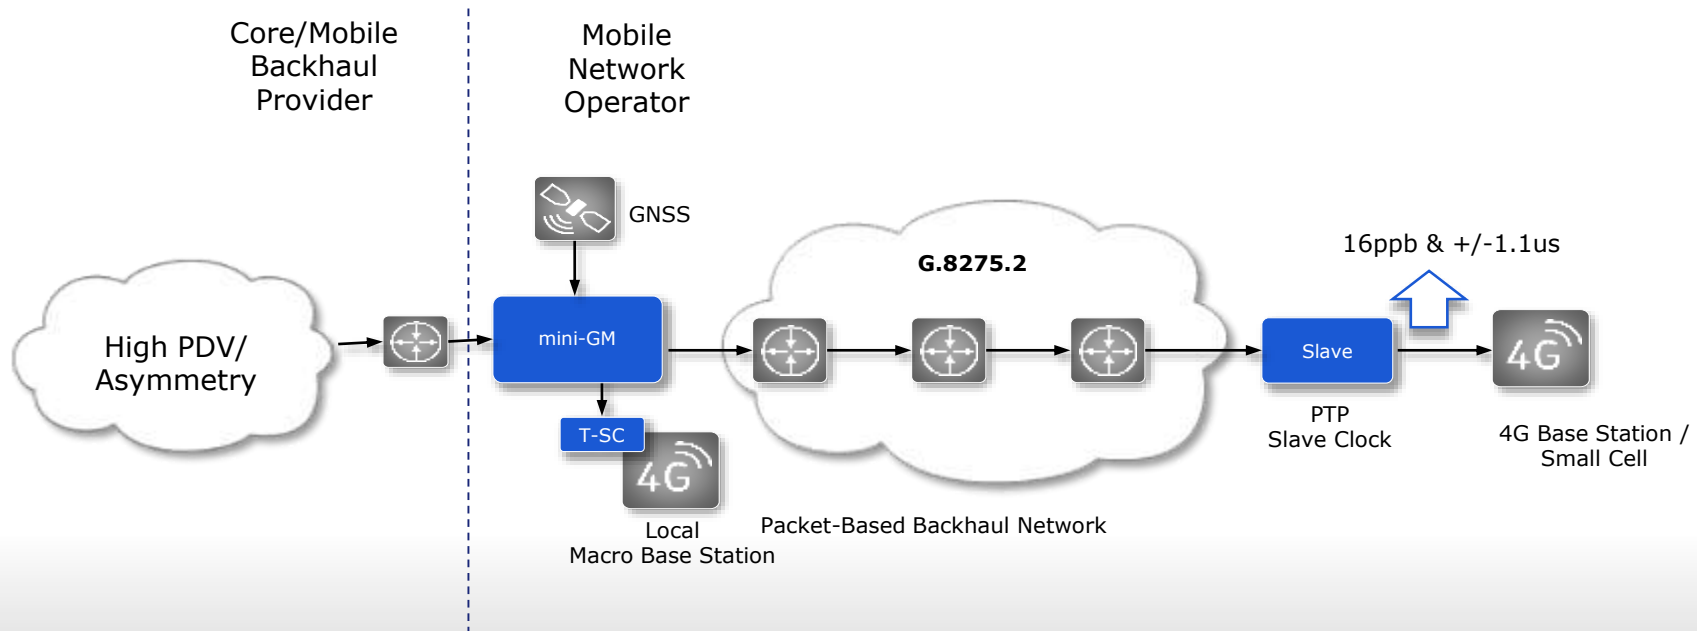 Core/Mobile
Backhaul
Provider
Mobile
Network
Operator
GNSS
G.8275.2
16ppb & +/-1.1us
High PDV/
Asymmetry
mini-GM
Slave
4G
T-SC
4G
PTP
Slave Clock
4G Base Station /
Small Cell
Local
Macro Base Station
Packet-Based Backhaul Network